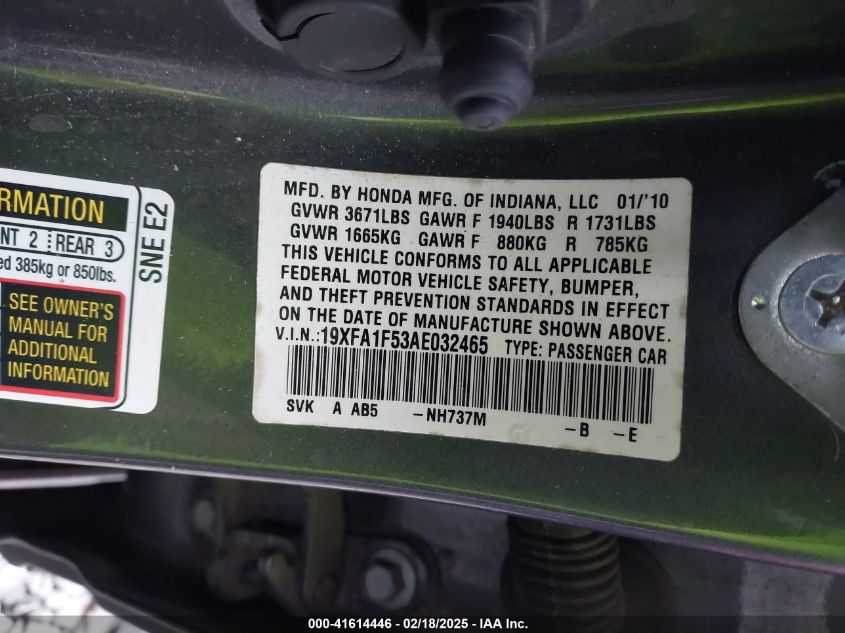 RMATION
NT 2 REAR 3
ed 385kg or 850lbs.
SEE OWNER'S
MANUAL FOR
ADDITIONAL
INFORMATION
SNE E2
MFD. BY HONDA MFG. OF INDIANA, LLC 01/'10
GVWR 3671LBS GAWR F 1940LBS R 1731LBS
GVWR 1665KG GAWR F 880KG R 785KG
THIS VEHICLE CONFORMS TO ALL APPLICABLE
FEDERAL MOTOR VEHICLE SAFETY, BUMPER,
AND THEFT PREVENTION STANDARDS IN EFFECT
ON THE DATE OF MANUFACTURE SHOWN ABOVE.
V.I.N.:19XFA1F53AE032465 TYPE: PASSENGER CAR
SVK A AB5 -NH737M -B -E
000-41614446 - 02/18/2025 - IAA Inc.